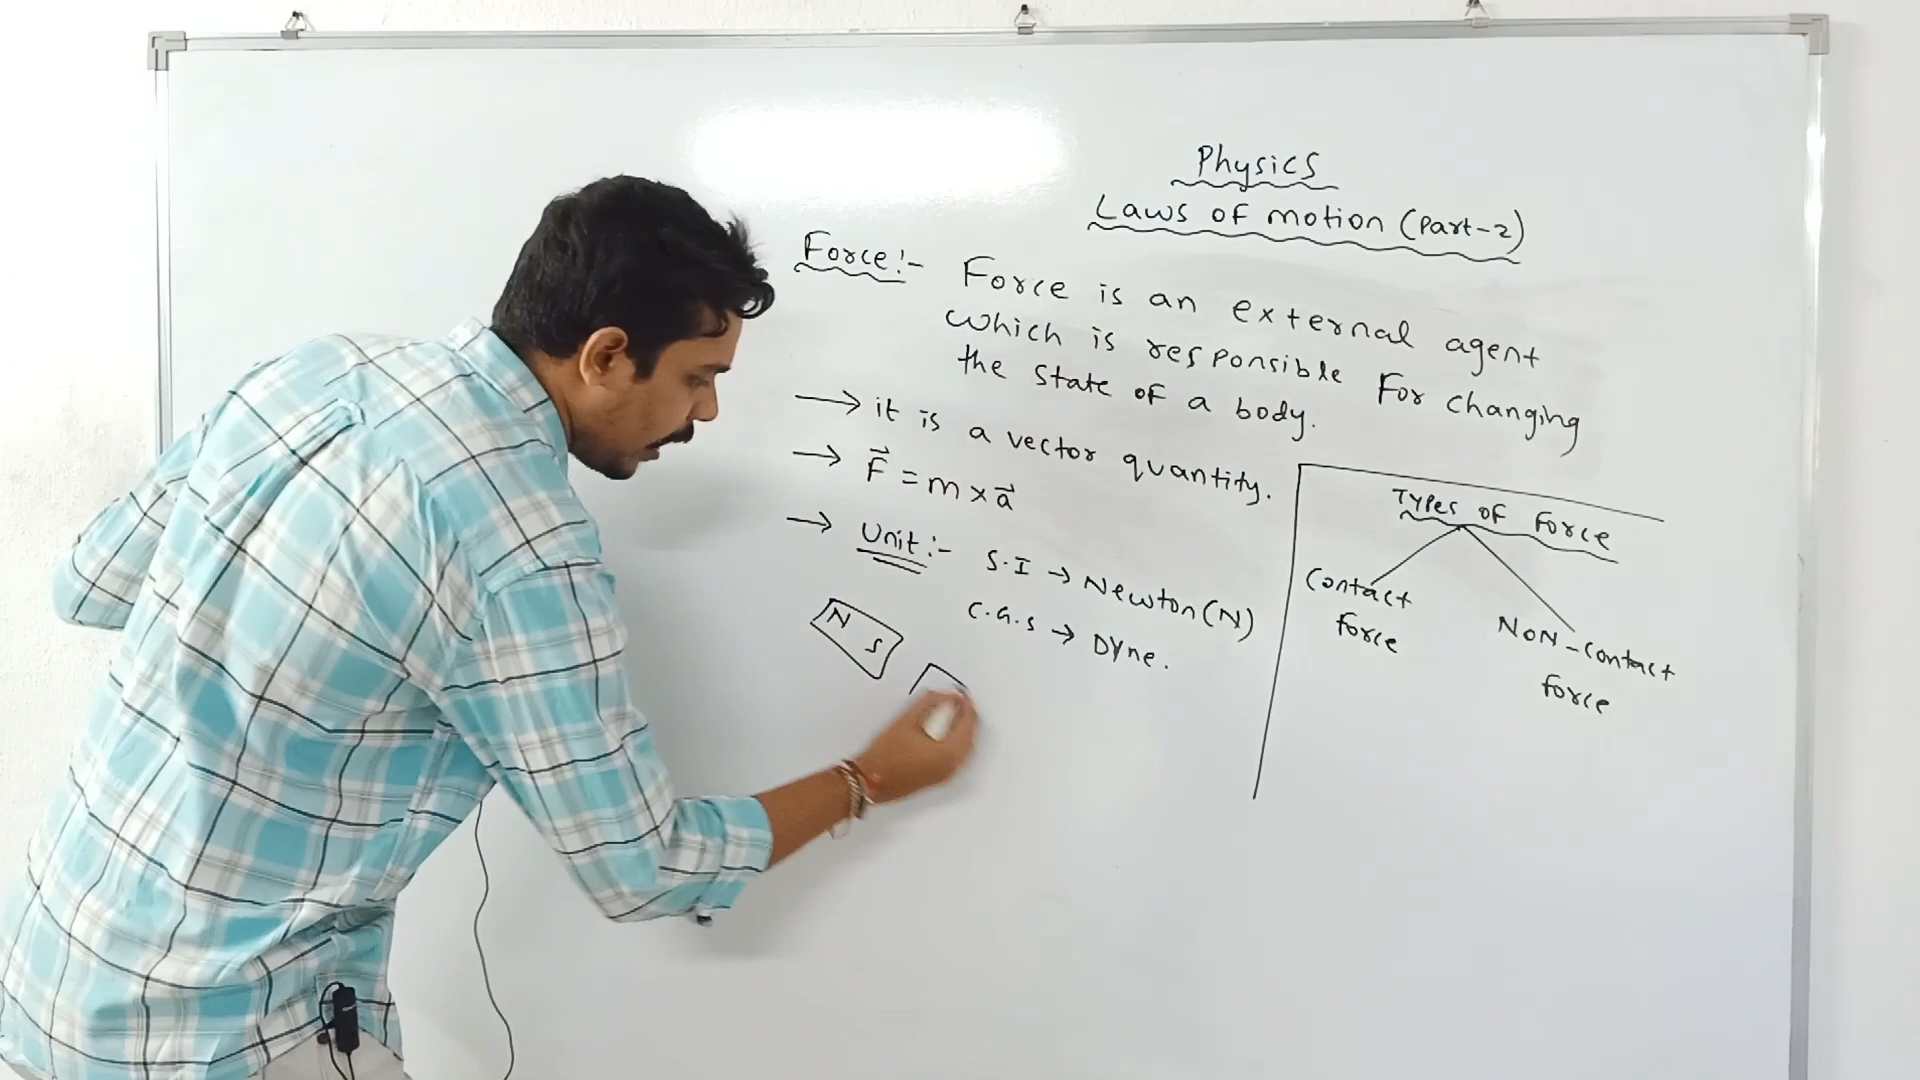 Physics
Laws of motion (Part-2)
Force:- Force is an external agent
which is responsible for changing
the state of a body.
→ it is a vector quantity.
→ F⃗ = m × a⃗
→ Unit:- S.I → Newton (N)
C.G.S → Dyne.
N S
Types of force
Contact
force
NON-contact
force